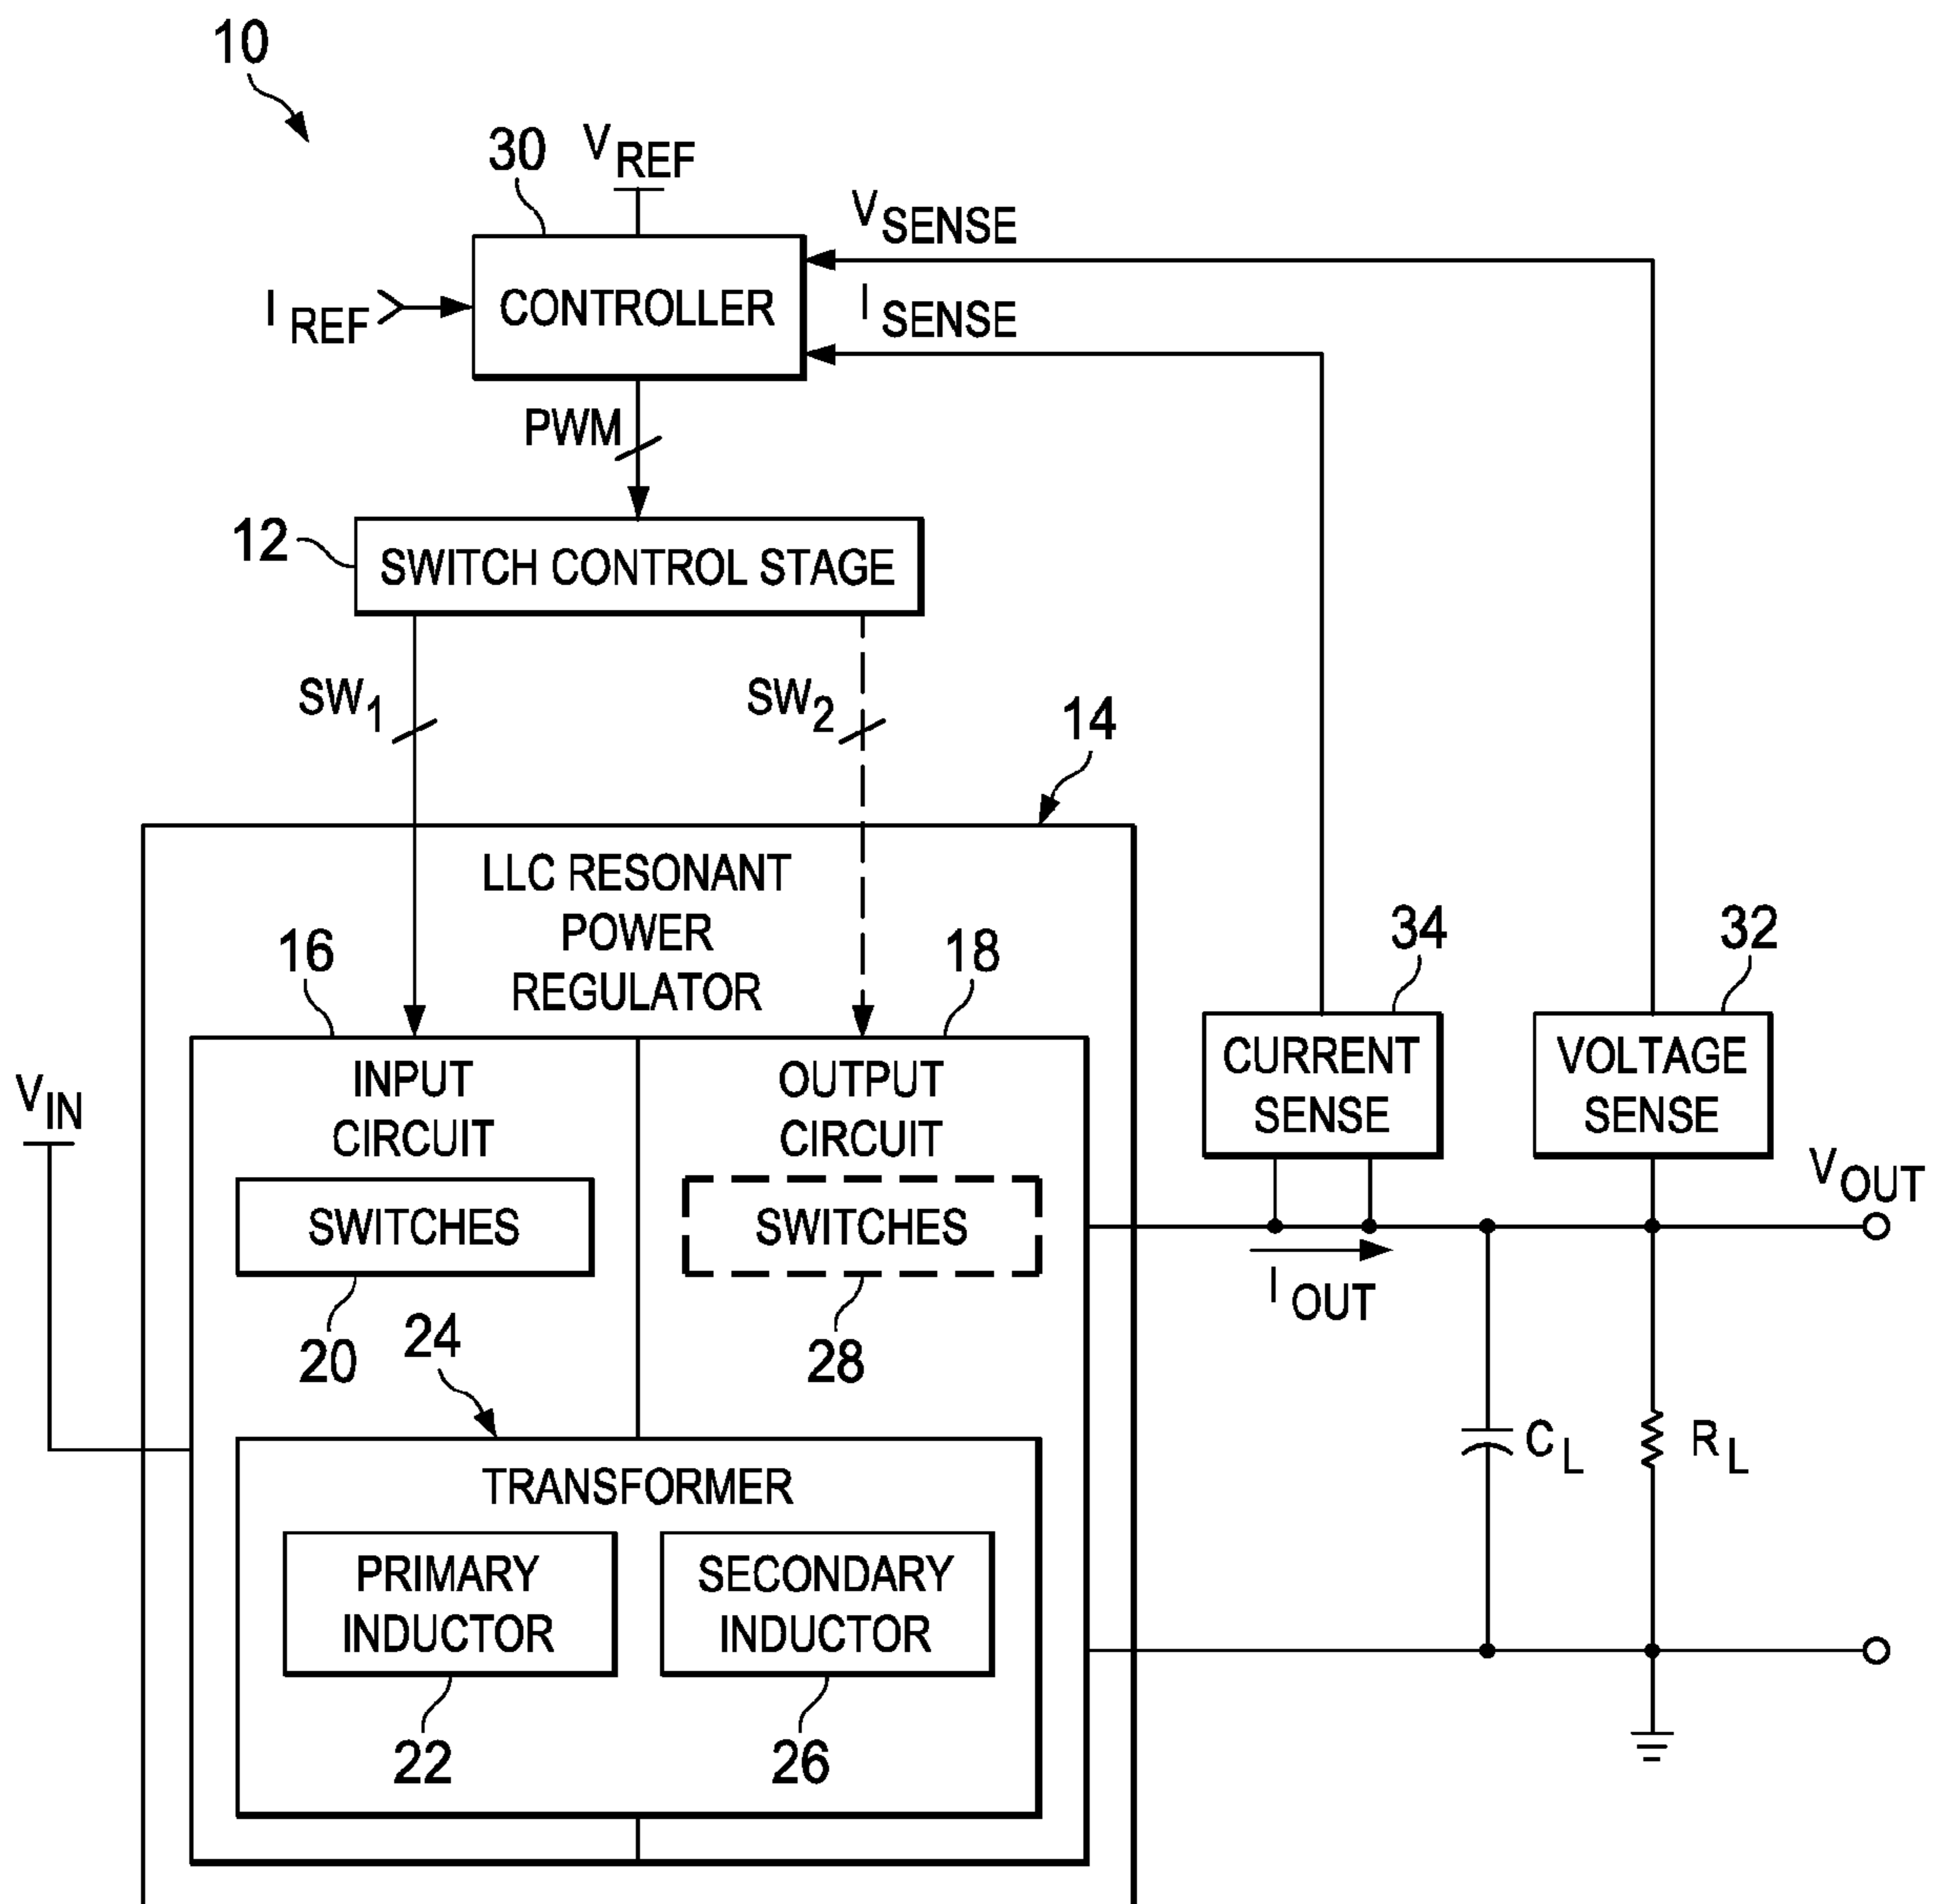 10
30
VREF
VSENSE
IREF
CONTROLLER
ISENSE
PWM
12
SWITCH CONTROL STAGE
SW1
SW2
14
LLC RESONANT
POWER
REGULATOR
16
18
34
32
INPUT
CIRCUIT
OUTPUT
CIRCUIT
CURRENT
SENSE
VOLTAGE
SENSE
VIN
VOUT
SWITCHES
SWITCHES
IOUT
20
24
28
CL
RL
TRANSFORMER
PRIMARY
INDUCTOR
SECONDARY
INDUCTOR
22
26